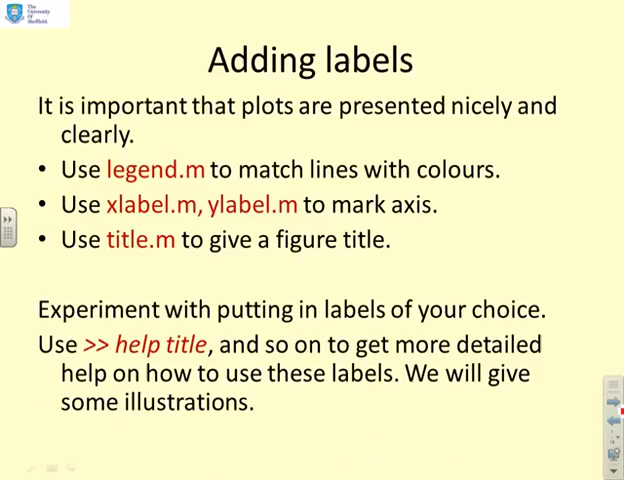 The
University
Of
Sheffield.
Adding labels
It is important that plots are presented nicely and
clearly.
• Use legend.m to match lines with colours.
• Use xlabel.m, ylabel.m to mark axis.
• Use title.m to give a figure title.
Experiment with putting in labels of your choice.
Use >> help title, and so on to get more detailed
help on how to use these labels. We will give
some illustrations.